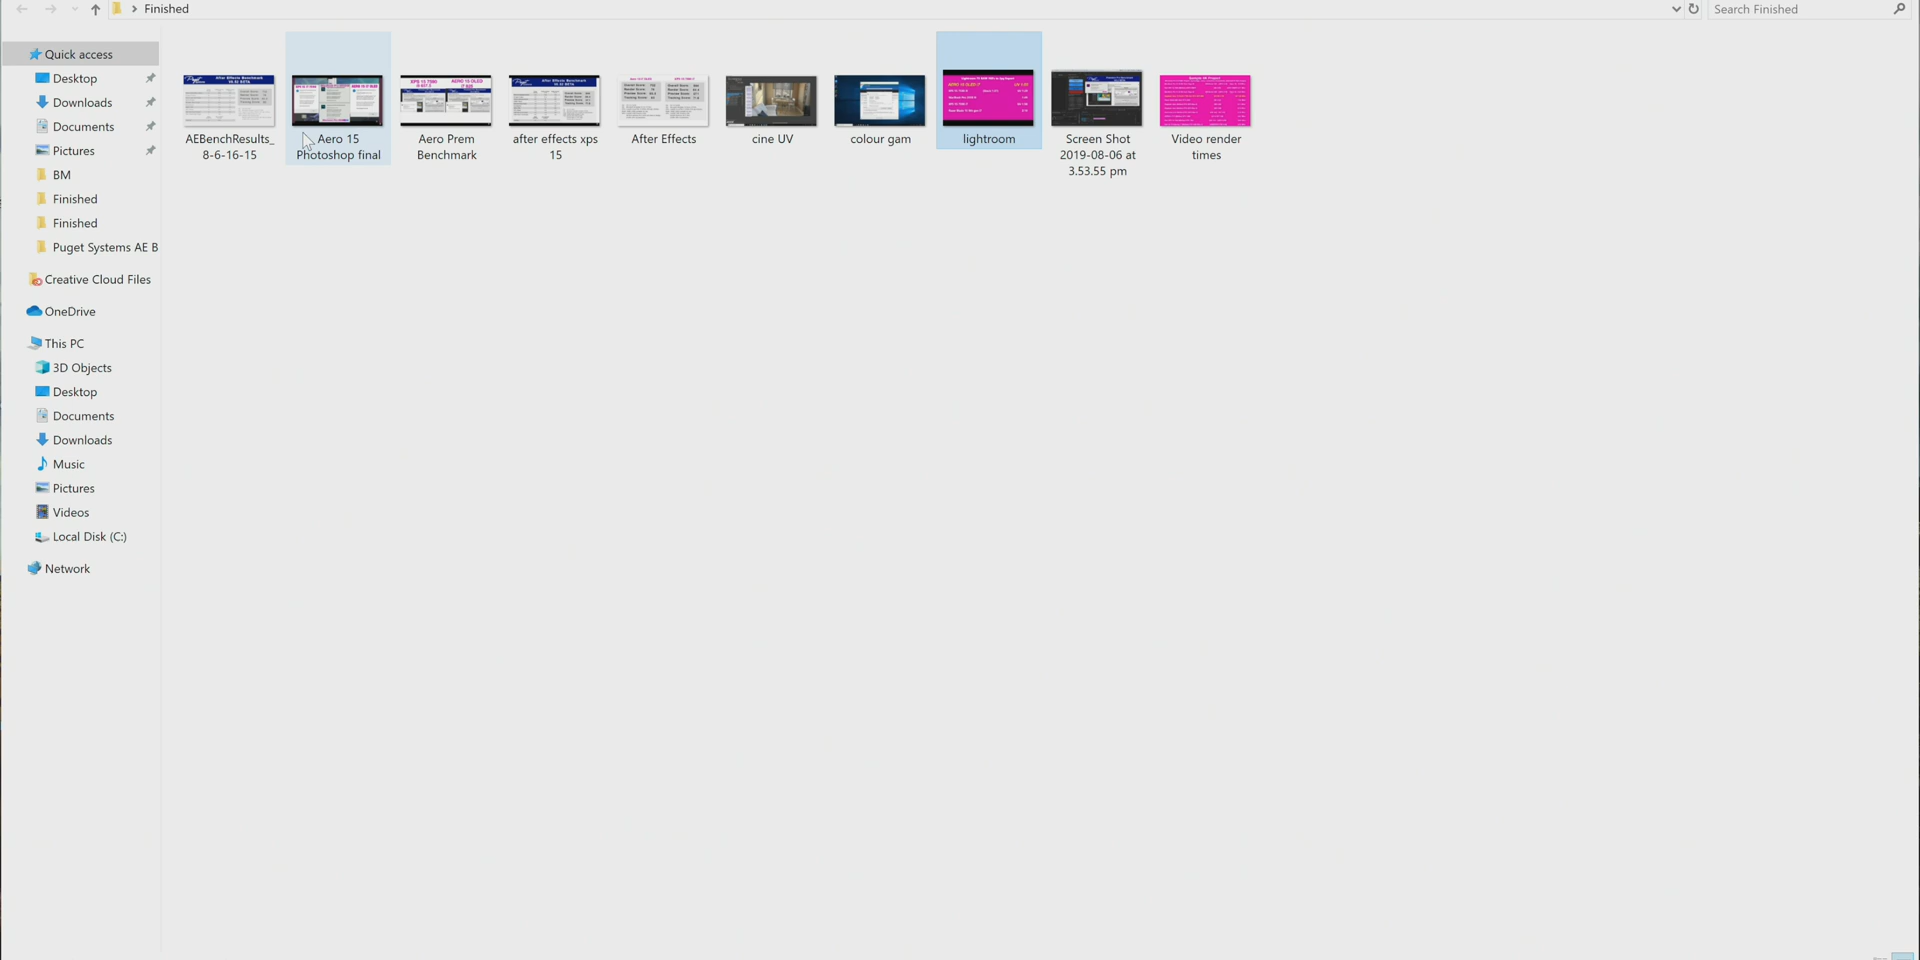 Finished
Search Finished
Quick access
Desktop
Downloads
Documents
Pictures
BM
Finished
Finished
Puget Systems AE B
Creative Cloud Files
OneDrive
This PC
3D Objects
Desktop
Documents
Downloads
Music
Pictures
Videos
Local Disk (C:)
Network
AEBenchResults_
8-6-16-15
Aero 15
Photoshop final
Aero Prem
Benchmark
after effects xps
15
After Effects
cine UV
colour gam
lightroom
Screen Shot
2019-08-06 at
3.53.55 pm
Video render
times